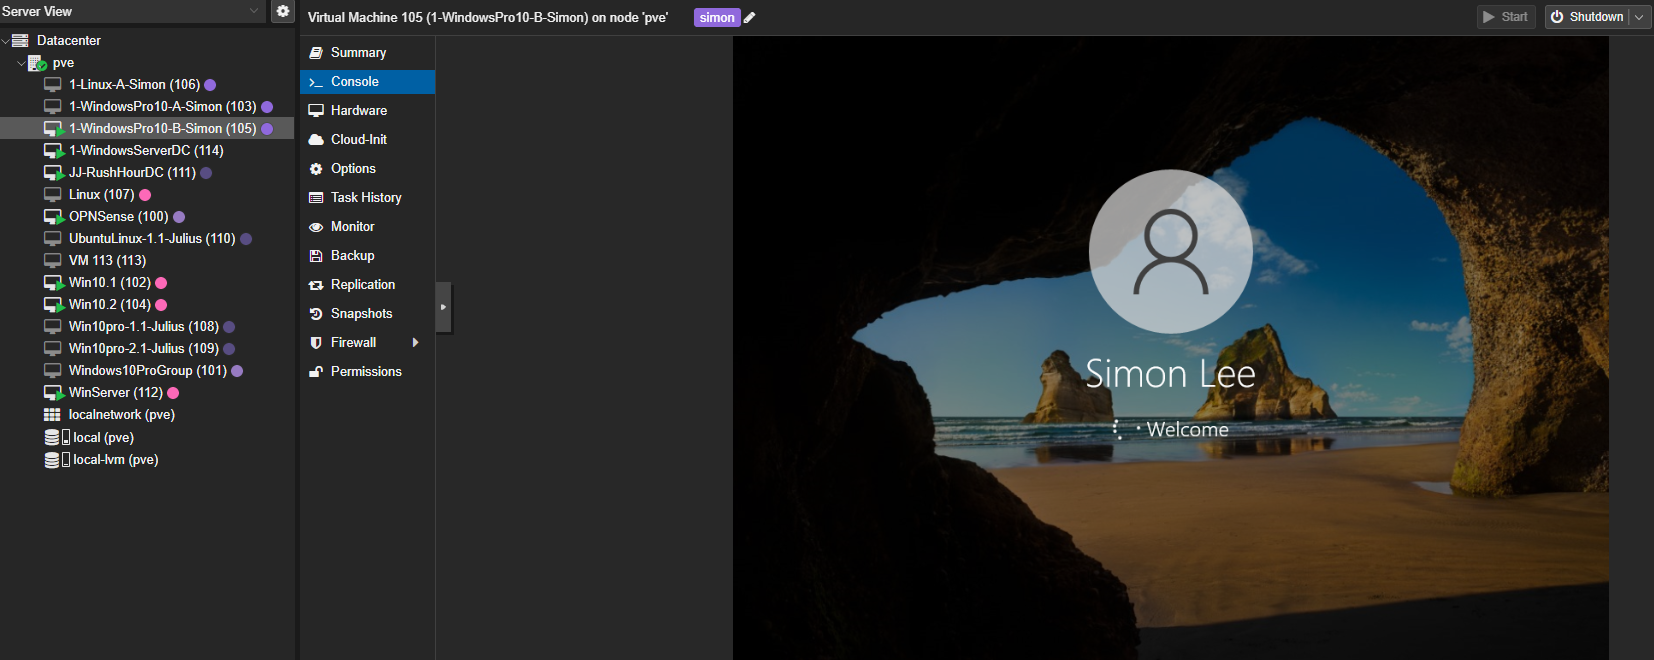 Server View
Virtual Machine 105 (1-WindowsPro10-B-Simon) on node 'pve'
simon
Start
Shutdown
Datacenter
pve
1-Linux-A-Simon (106)
1-WindowsPro10-A-Simon (103)
1-WindowsPro10-B-Simon (105)
1-WindowsServerDC (114)
JJ-RushHourDC (111)
Linux (107)
OPNSense (100)
UbuntuLinux-1.1-Julius (110)
VM 113 (113)
Win10.1 (102)
Win10.2 (104)
Win10pro-1.1-Julius (108)
Win10pro-2.1-Julius (109)
Windows10ProGroup (101)
WinServer (112)
localnetwork (pve)
local (pve)
local-lvm (pve)
Summary
Console
Hardware
Cloud-Init
Options
Task History
Monitor
Backup
Replication
Snapshots
Firewall
Permissions
Simon Lee
Welcome